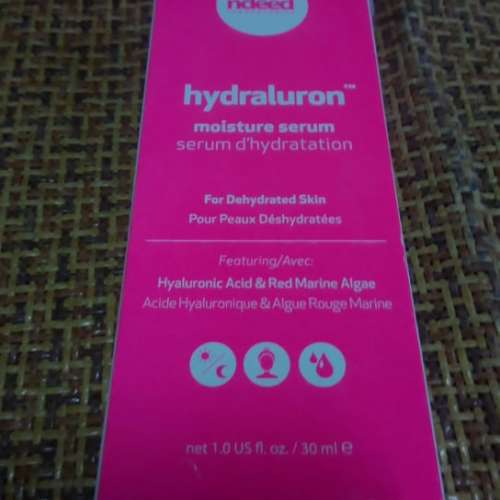 hydraluron™
moisture serum
serum d'hydratation
For Dehydrated Skin
Pour Peaux Déshydratées
Featuring/Avec:
Hyaluronic Acid & Red Marine Algae
Acide Hyaluronique & Algue Rouge Marine
net 1.0 US fl. oz. / 30 ml ℮